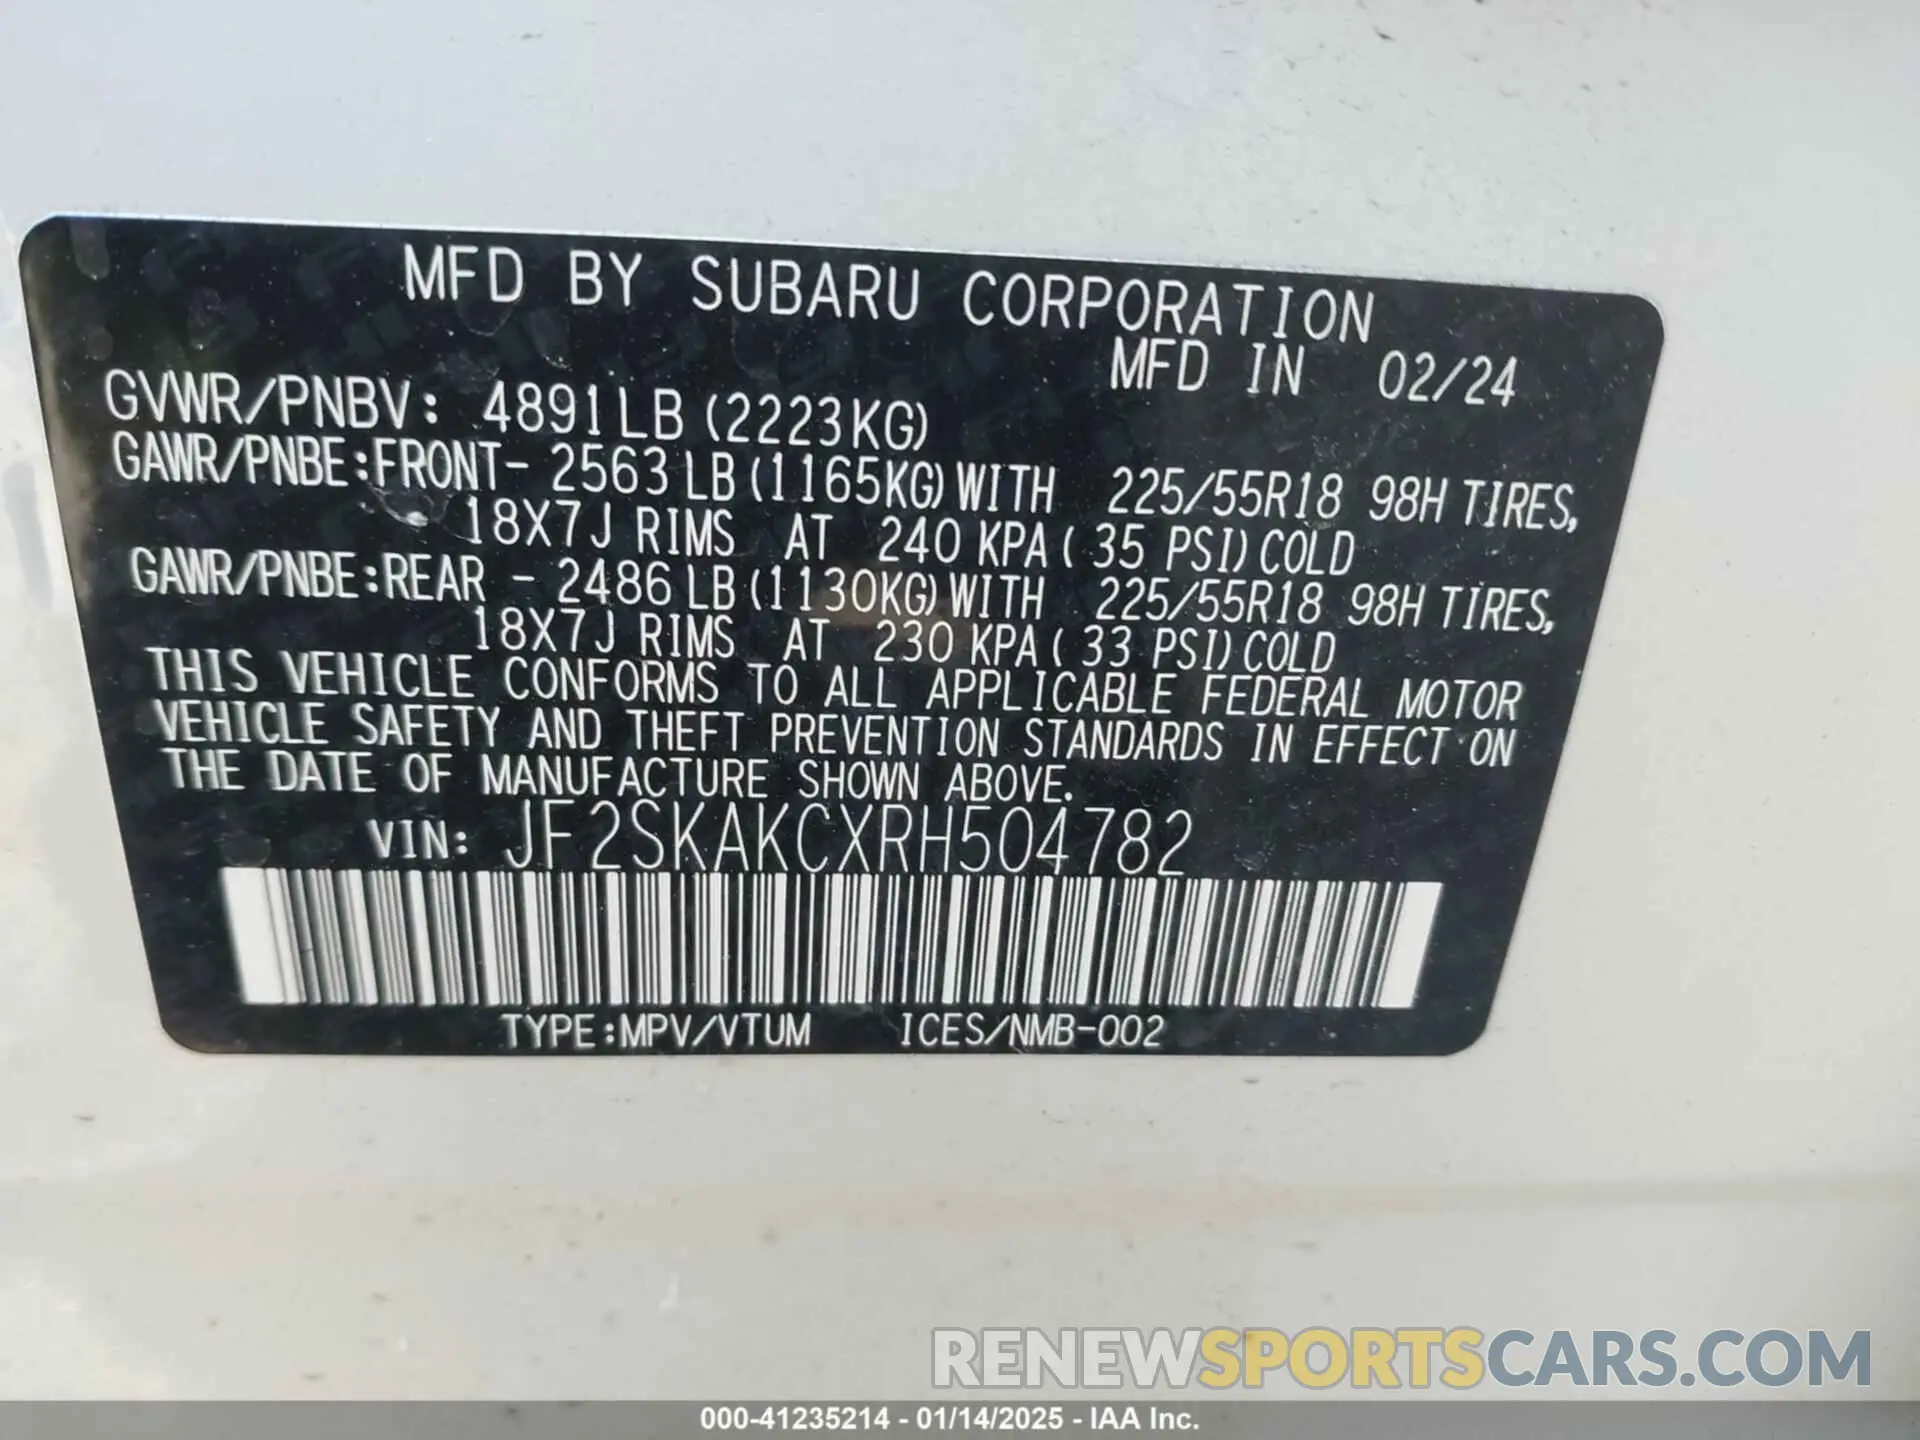 MFD BY SUBARU CORPORATION
MFD IN 02/24
GVWR/PNBV: 4891LB (2223KG)
GAWR/PNBE:FRONT- 2563 LB (1165KG) WITH 225/55R18 98H TIRES,
18X7J RIMS AT 240 KPA ( 35 PSI) COLD
GAWR/PNBE:REAR - 2486 LB (1130KG) WITH 225/55R18 98H TIRES,
18X7J RIMS AT 230 KPA ( 33 PSI) COLD
THIS VEHICLE CONFORMS TO ALL APPLICABLE FEDERAL MOTOR
VEHICLE SAFETY AND THEFT PREVENTION STANDARDS IN EFFECT ON
THE DATE OF MANUFACTURE SHOWN ABOVE.
VIN: JF2SKAKCXRH504782
TYPE:MPV/VTUM ICES/NMB-002
RENEWSPORTSCARS.COM
000-41235214 - 01/14/2025 - IAA Inc.